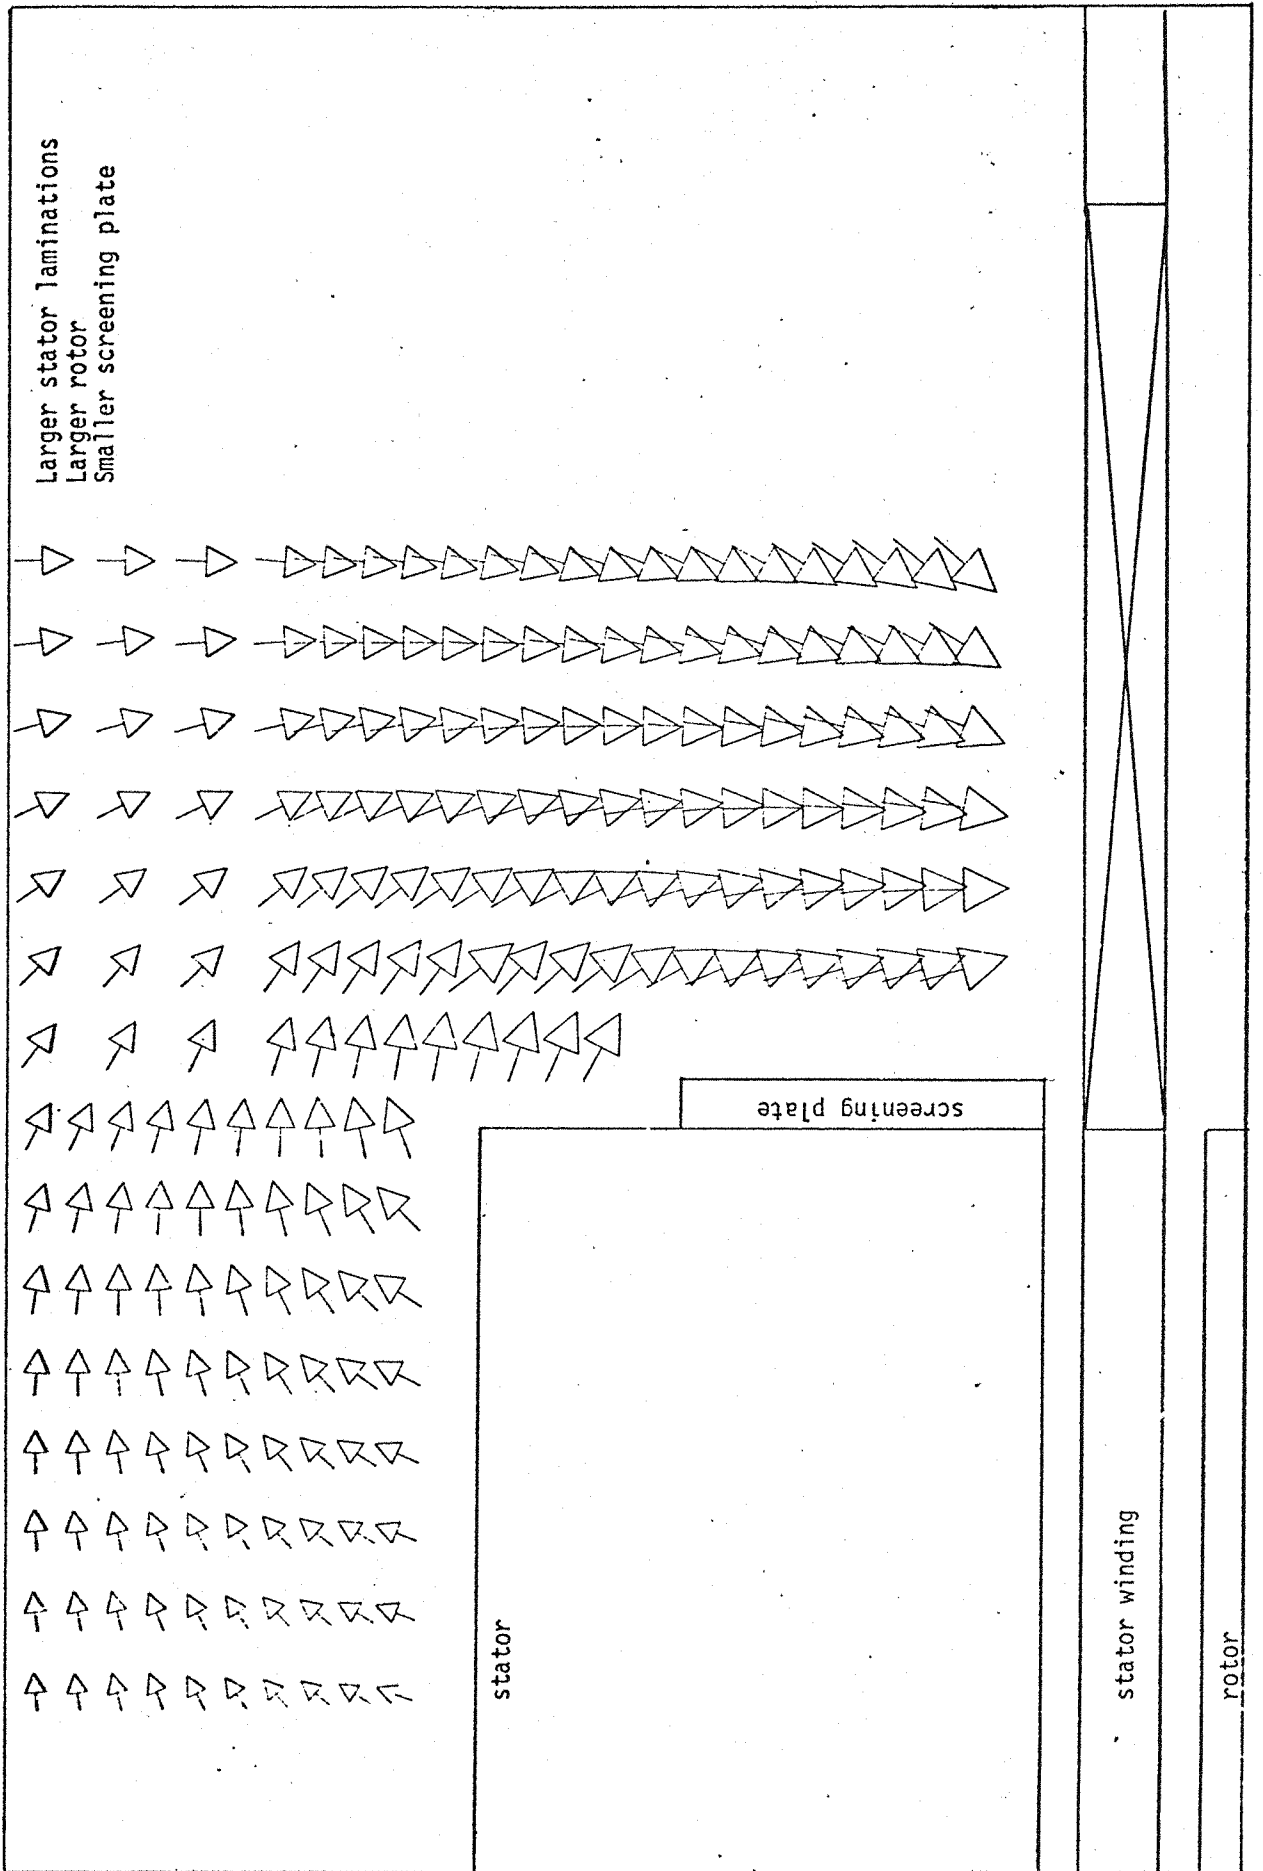 Larger stator laminations
Larger rotor
Smaller screening plate
screening plate
stator
stator winding
rotor